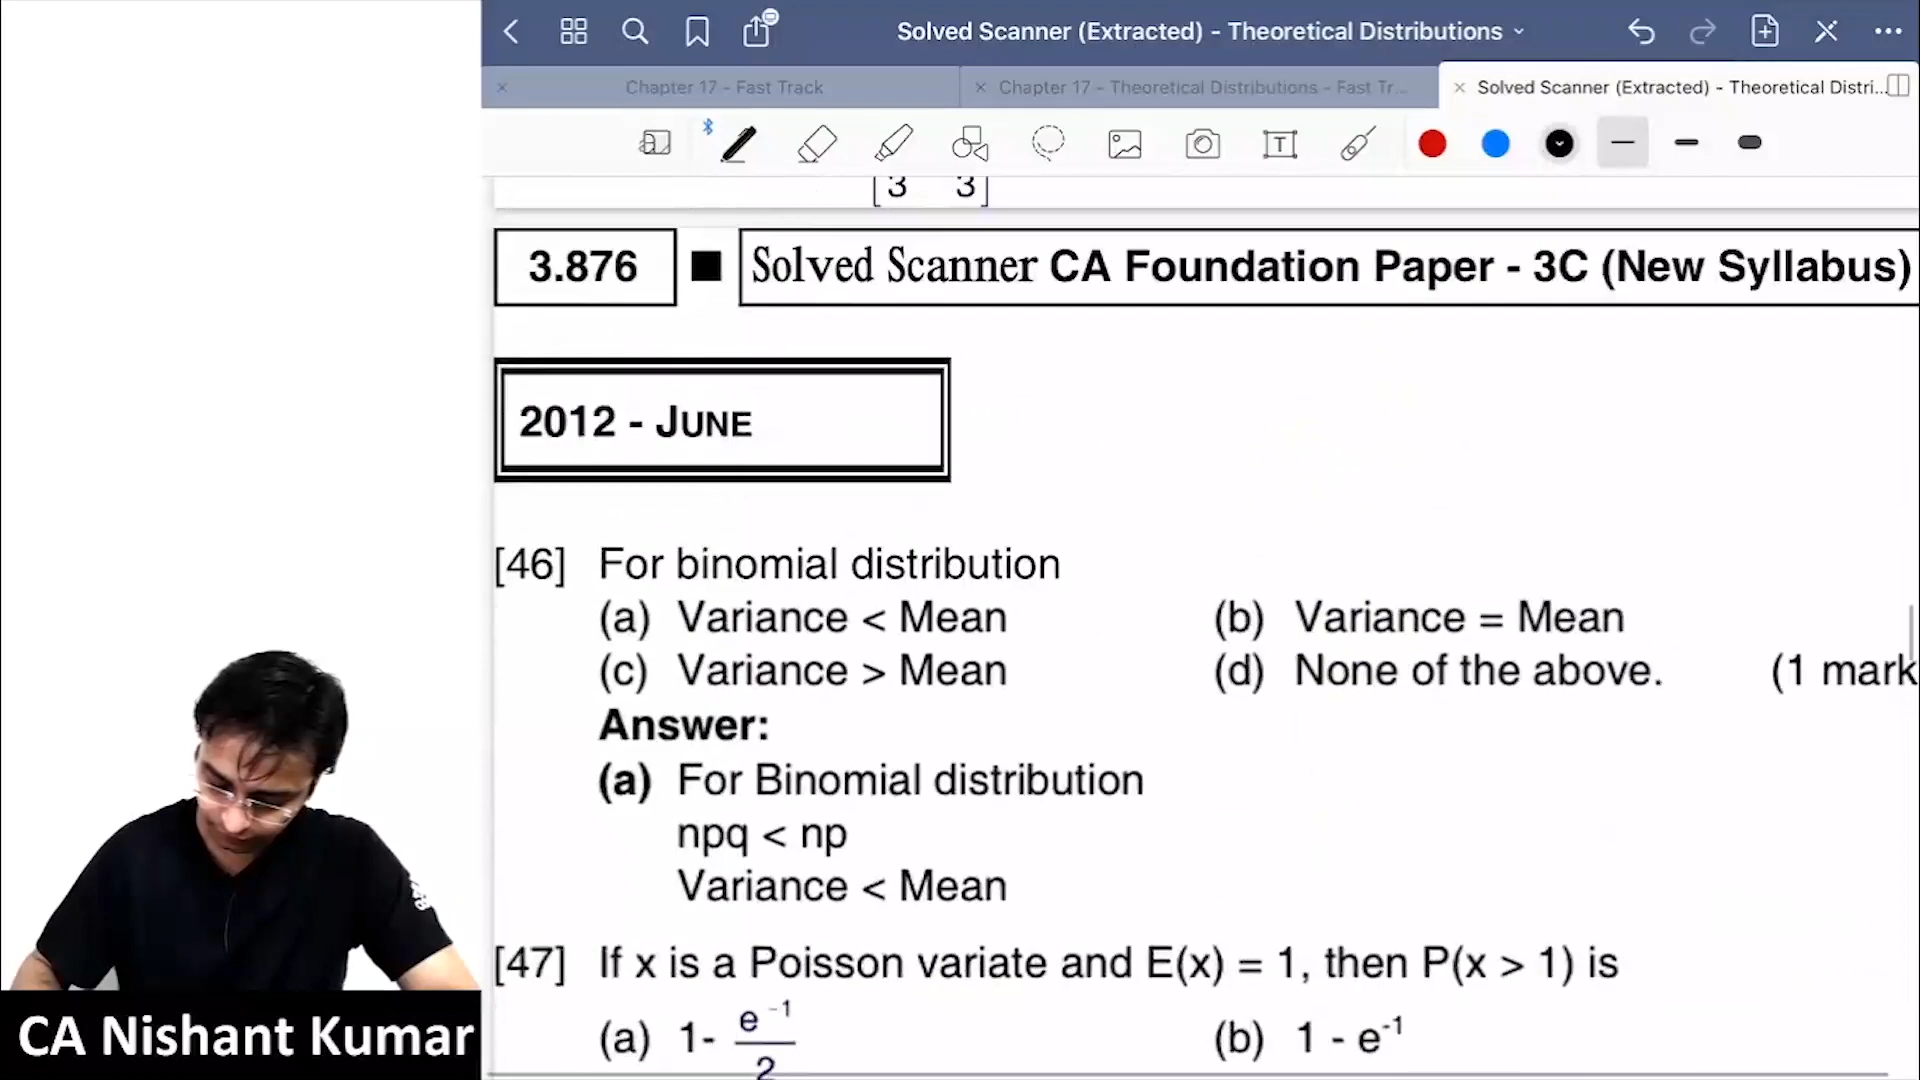 Solved Scanner (Extracted) - Theoretical Distributions
Chapter 17 - Fast Track
Chapter 17 - Theoretical Distributions - Fast Tr...
Solved Scanner (Extracted) - Theoretical Distri...
[3 3]
3.876 ■ Solved Scanner CA Foundation Paper - 3C (New Syllabus)
2012 - JUNE
[46] For binomial distribution
(a) Variance < Mean (b) Variance = Mean
(c) Variance > Mean (d) None of the above. (1 mark
Answer:
(a) For Binomial distribution
npq < np
Variance < Mean
[47] If x is a Poisson variate and E(x) = 1, then P(x > 1) is
(a) 1- e⁻¹/2 (b) 1 - e⁻¹
CA Nishant Kumar